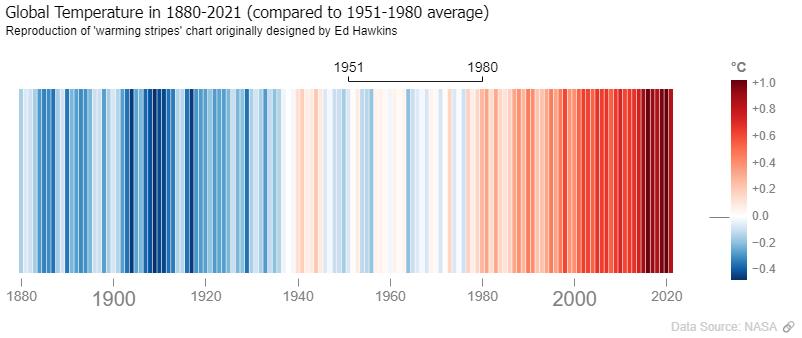 Global Temperature in 1880-2021 (compared to 1951-1980 average)
Reproduction of 'warming stripes' chart originally designed by Ed Hawkins
1951 1980
°C
+1.0
+0.8
+0.6
+0.4
+0.2
0.0
−0.2
−0.4
1880 1900 1920 1940 1960 1980 2000 2020
Data Source: NASA